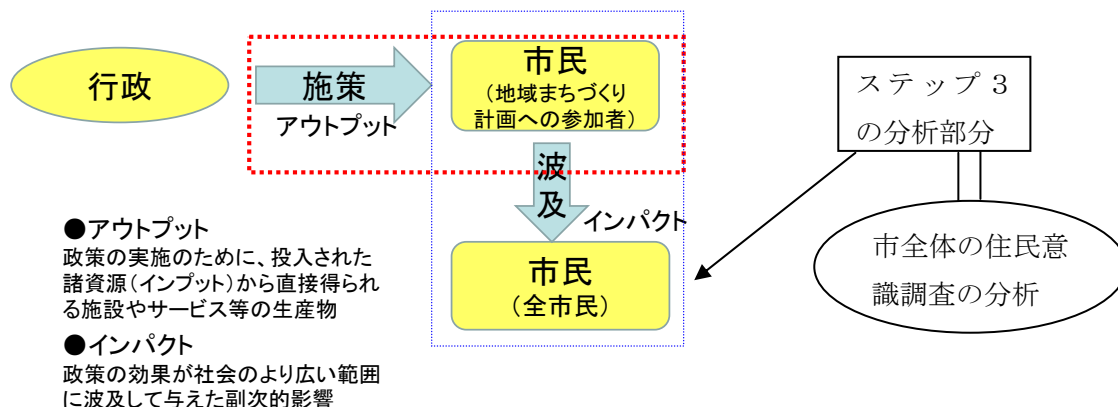 行政
施策
アウトプット
市民
（地域まちづくり
計画への参加者）
波
及
インパクト
市民
（全市民）
ステップ３
の分析部分
市全体の住民意
識調査の分析
●アウトプット
政策の実施のために、投入された
諸資源（インプット）から直接得られ
る施設やサービス等の生産物
●インパクト
政策の効果が社会のより広い範囲
に波及して与えた副次的影響